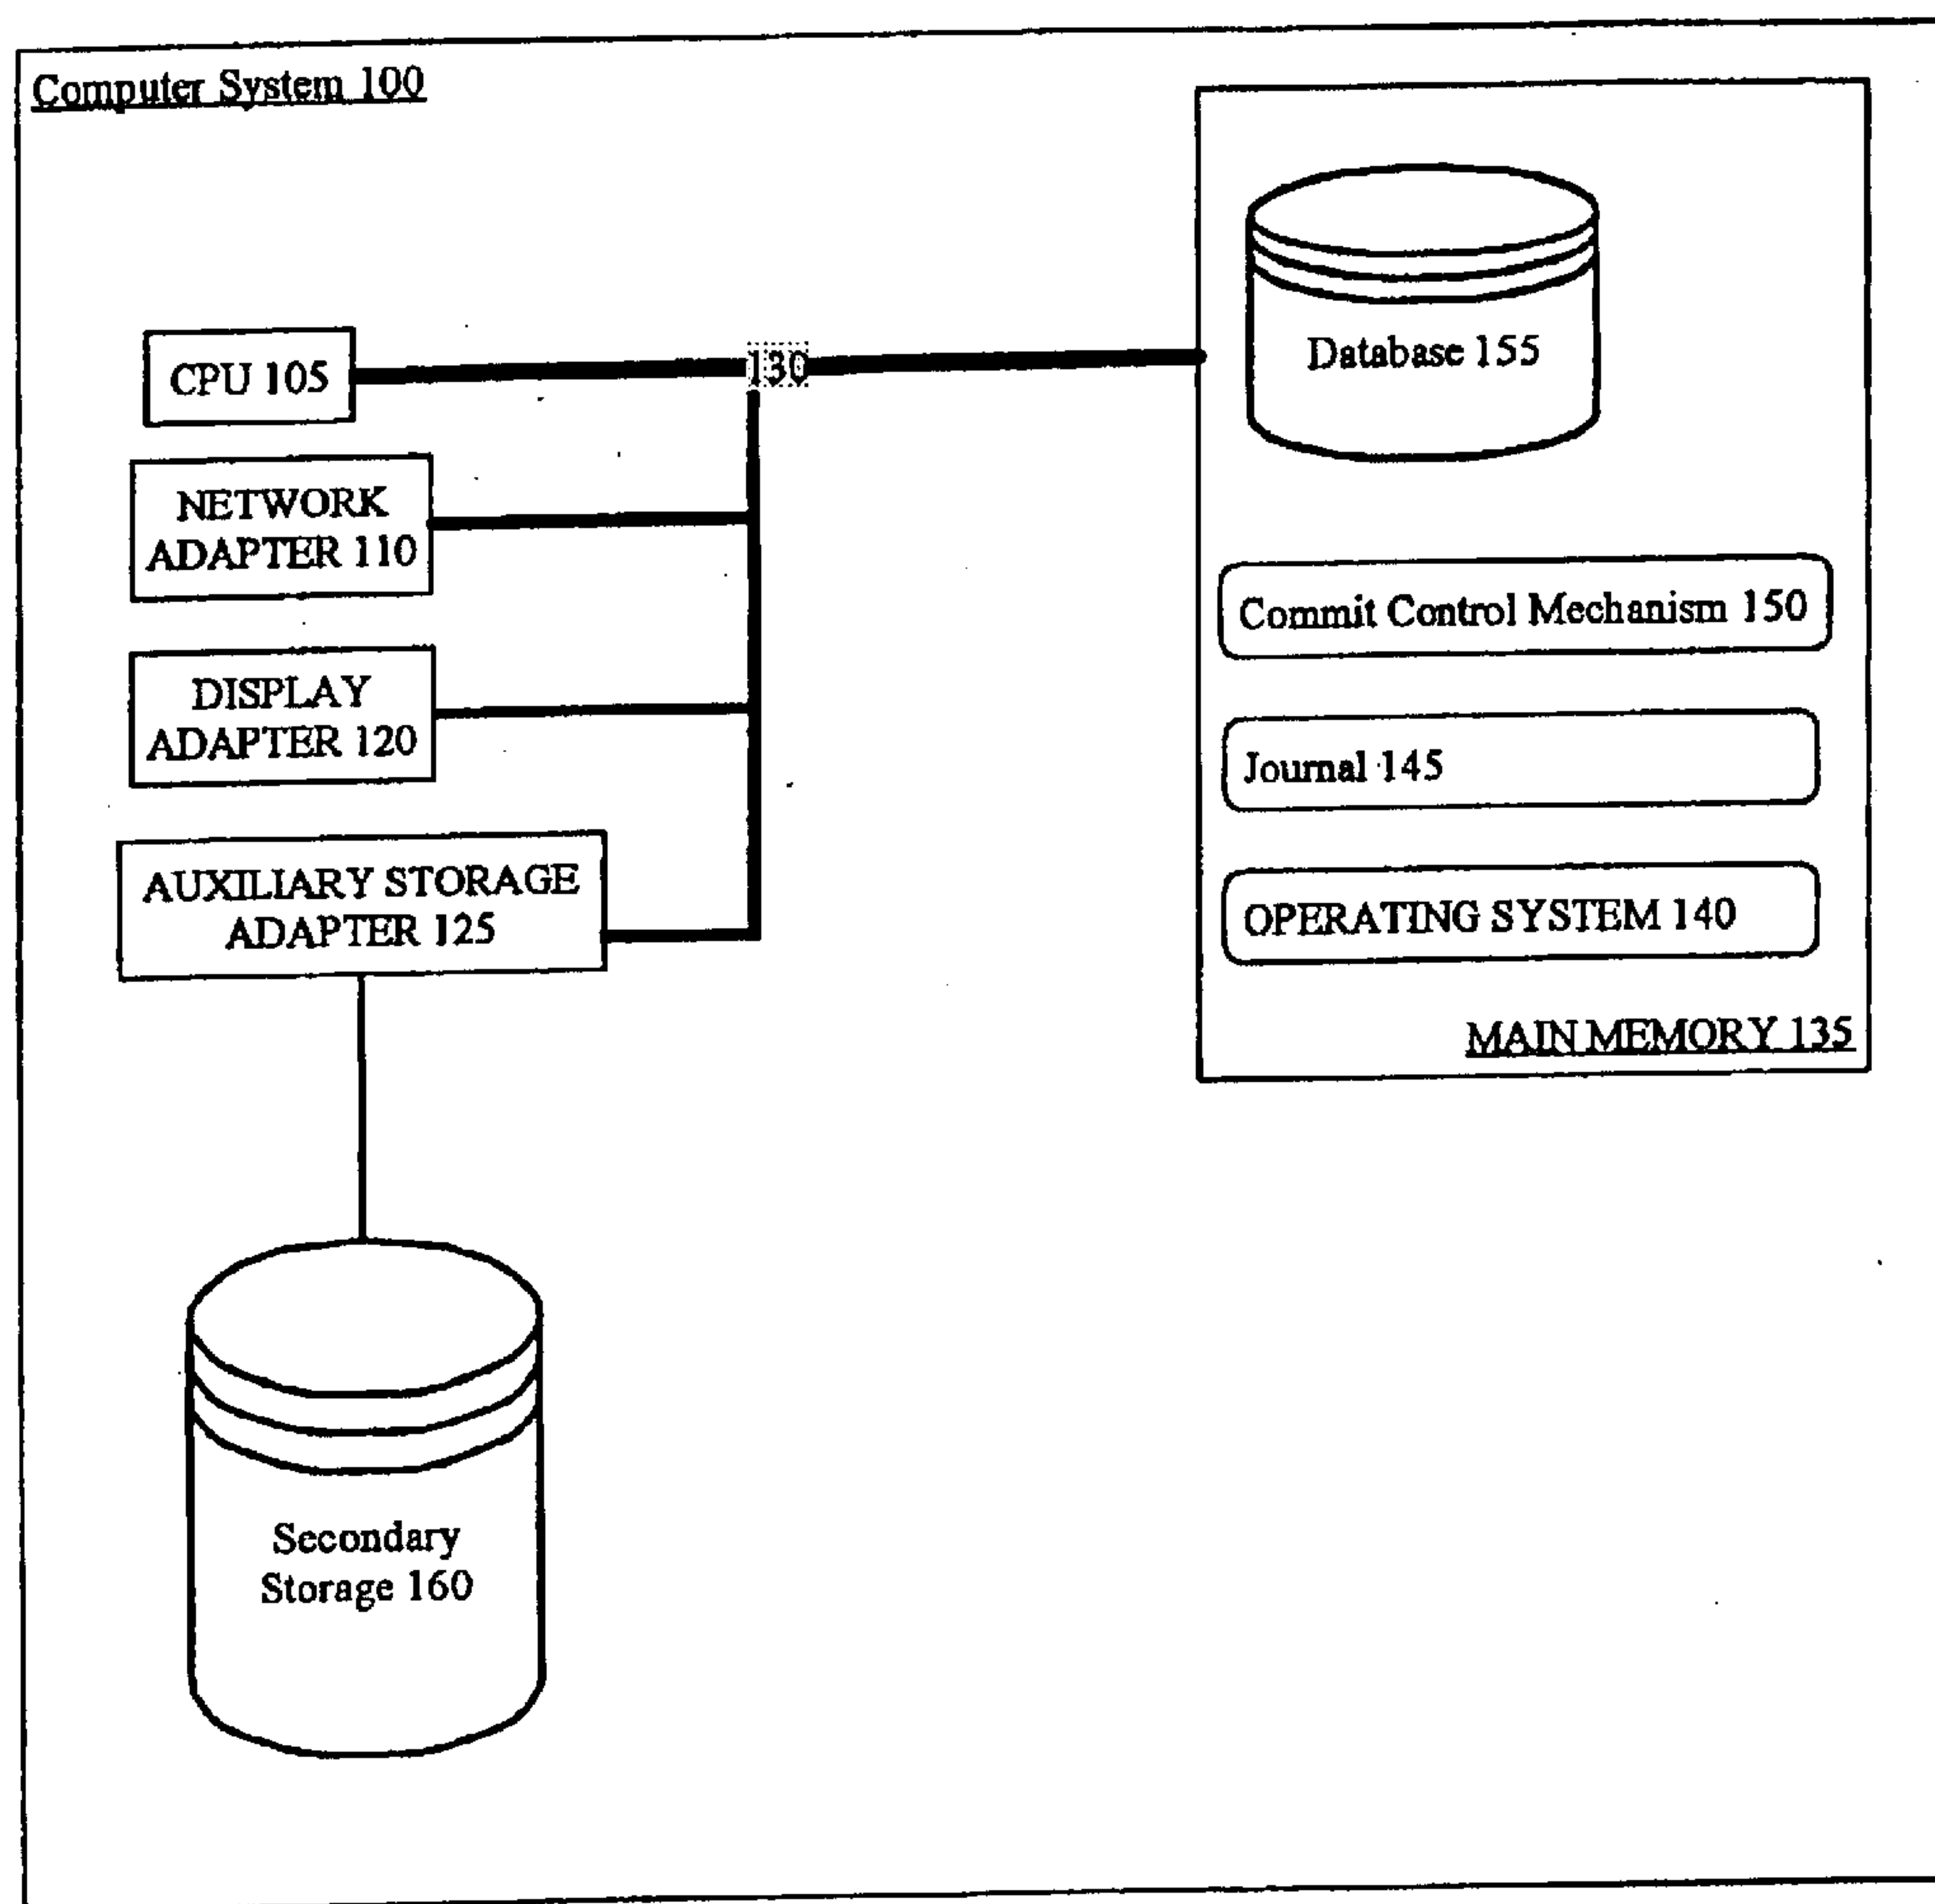 Computer System 100
CPU 105
130
NETWORK
ADAPTER 110
DISPLAY
ADAPTER 120
AUXILIARY STORAGE
ADAPTER 125
Secondary
Storage 160
Database 155
Commit Control Mechanism 150
Journal 145
OPERATING SYSTEM 140
MAIN MEMORY 135